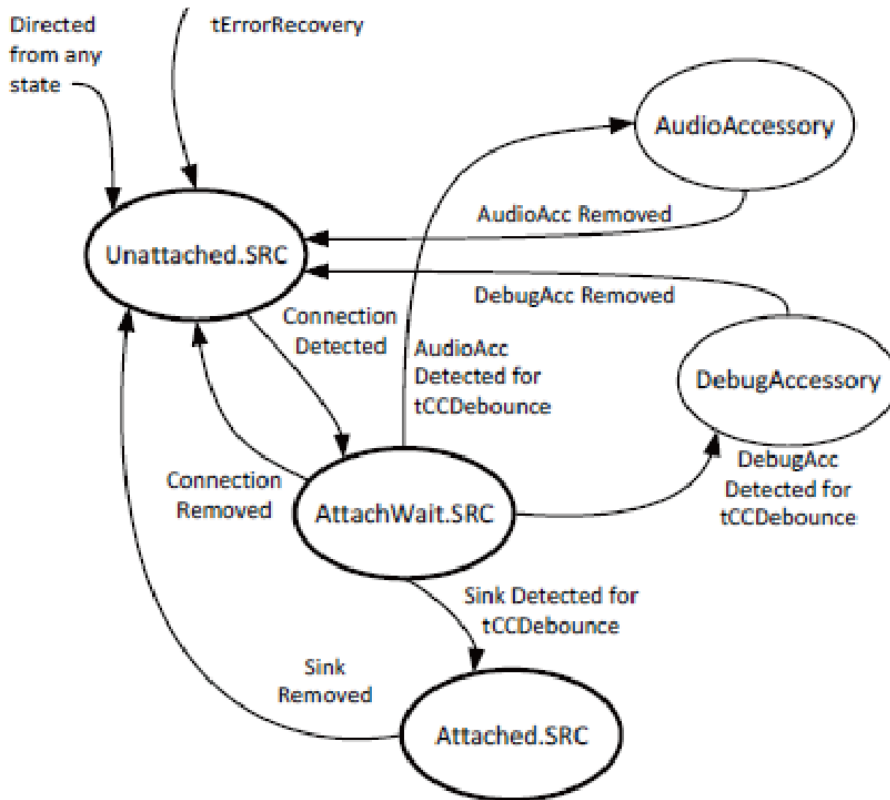 Directed
from any
state
tErrorRecovery
AudioAccessory
AudioAcc Removed
Unattached.SRC
DebugAcc Removed
Connection
Detected
AudioAcc
Detected for
tCCDebounce
DebugAccessory
Connection
Removed
AttachWait.SRC
DebugAcc
Detected for
tCCDebounce
Sink Detected for
tCCDebounce
Sink
Removed
Attached.SRC